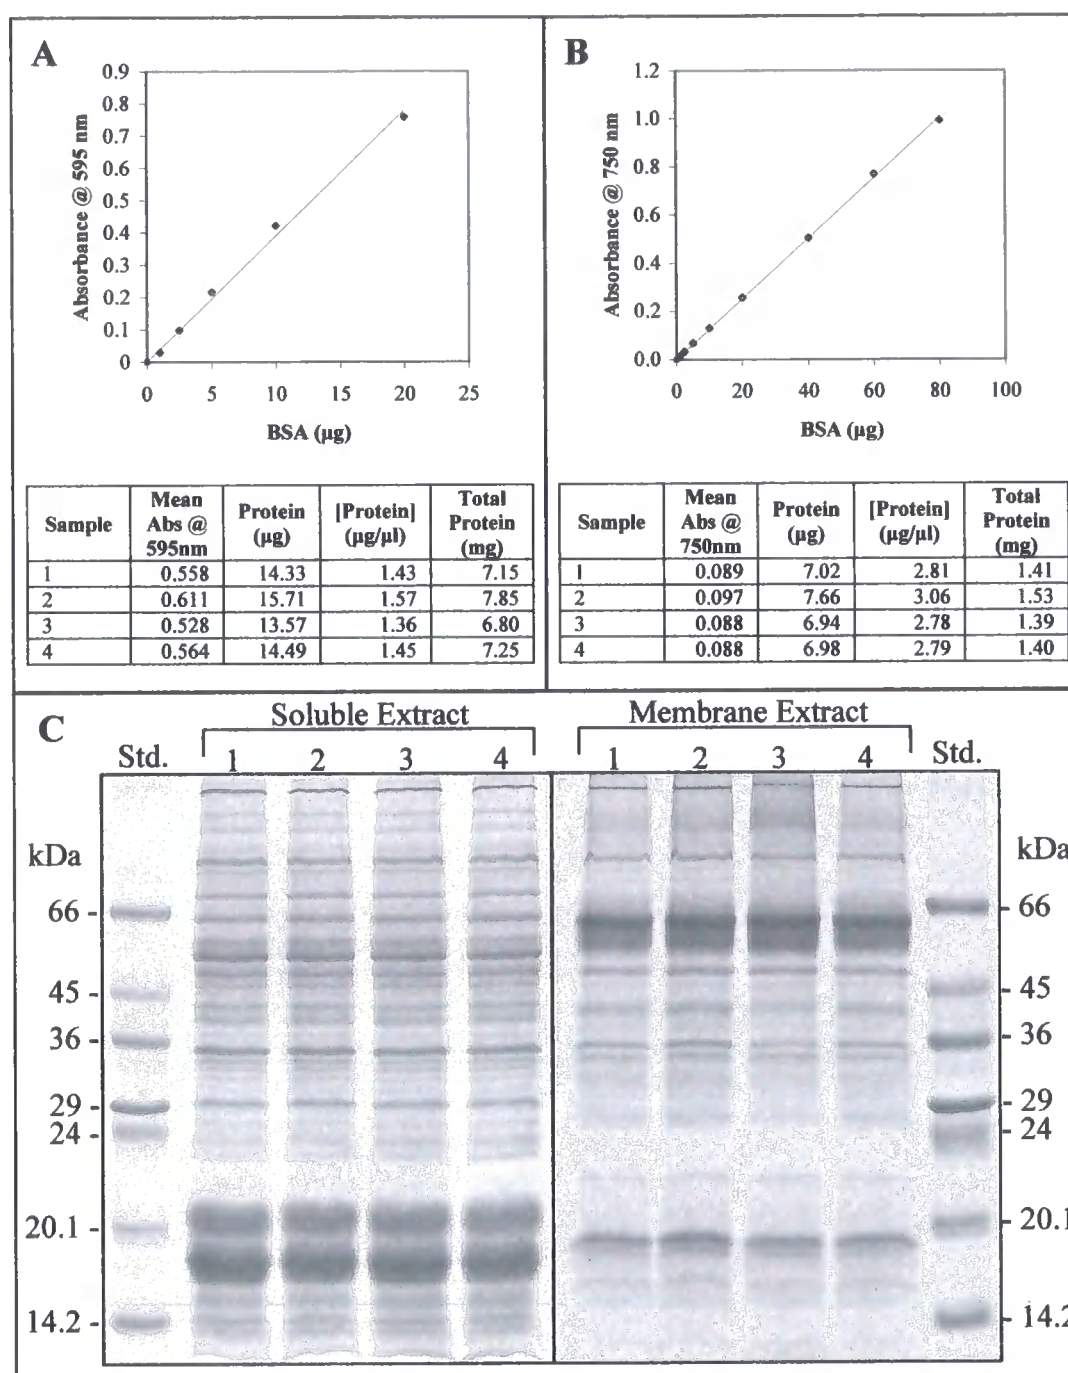 A
0.9
0.8
0.7
0.6
0.5
0.4
0.3
0.2
0.1
0
Absorbance @ 595 nm
0 5 10 15 20 25
BSA (µg)
Sample Mean Abs @ 595nm Protein (µg) [Protein] (µg/µl) Total Protein (mg)
1 0.558 14.33 1.43 7.15
2 0.611 15.71 1.57 7.85
3 0.528 13.57 1.36 6.80
4 0.564 14.49 1.45 7.25
B
1.2
1.0
0.8
0.6
0.4
0.2
0.0
Absorbance @ 750 nm
0 20 40 60 80 100
BSA (µg)
Sample Mean Abs @ 750nm Protein (µg) [Protein] (µg/µl) Total Protein (mg)
1 0.089 7.02 2.81 1.41
2 0.097 7.66 3.06 1.53
3 0.088 6.94 2.78 1.39
4 0.088 6.98 2.79 1.40
C
Soluble Extract Membrane Extract
Std. 1 2 3 4 1 2 3 4 Std.
kDa kDa
66 - - 66
45 - - 45
36 - - 36
29 - - 29
24 - - 24
20.1 - - 20.1
14.2 - - 14.2